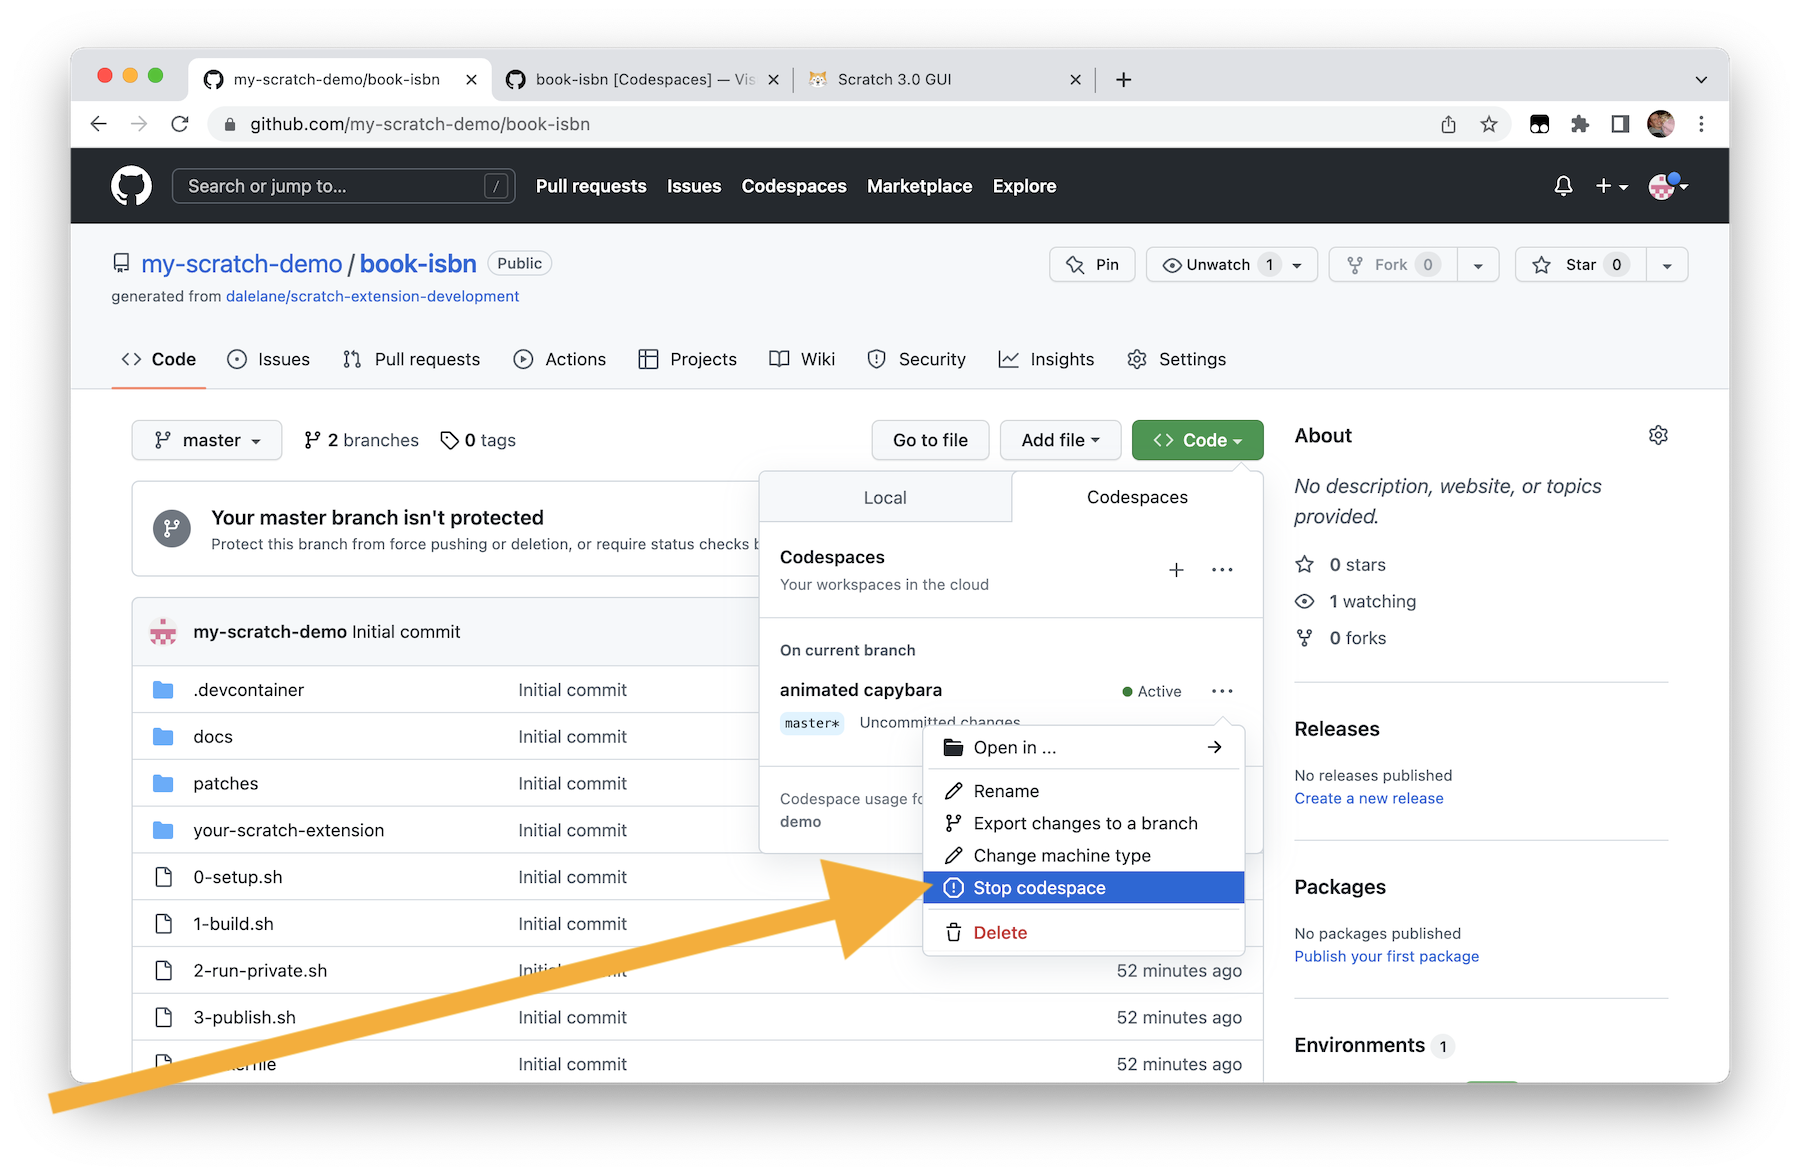 my-scratch-demo/book-isbn
book-isbn [Codespaces] — Vis
Scratch 3.0 GUI
github.com/my-scratch-demo/book-isbn
Search or jump to...
/
Pull requests
Issues
Codespaces
Marketplace
Explore
my-scratch-demo / book-isbn
Public
generated from dalelane/scratch-extension-development
Pin
Unwatch 1
Fork 0
Star 0
Code
Issues
Pull requests
Actions
Projects
Wiki
Security
Insights
Settings
master
2 branches
0 tags
Go to file
Add file
Code
Your master branch isn't protected
Protect this branch from force pushing or deletion, or require status checks
my-scratch-demo Initial commit
.devcontainer Initial commit
docs Initial commit
patches Initial commit
your-scratch-extension Initial commit
0-setup.sh Initial commit
1-build.sh Initial commit
2-run-private.sh 52 minutes ago
3-publish.sh Initial commit 52 minutes ago
Initial commit 52 minutes ago
Local
Codespaces
Codespaces
Your workspaces in the cloud
On current branch
animated capybara
Active
master*
Uncommitted changes
Codespace usage
demo
Open in ...
Rename
Export changes to a branch
Change machine type
Stop codespace
Delete
About
No description, website, or topics
provided.
0 stars
1 watching
0 forks
Releases
No releases published
Create a new release
Packages
No packages published
Publish your first package
Environments 1